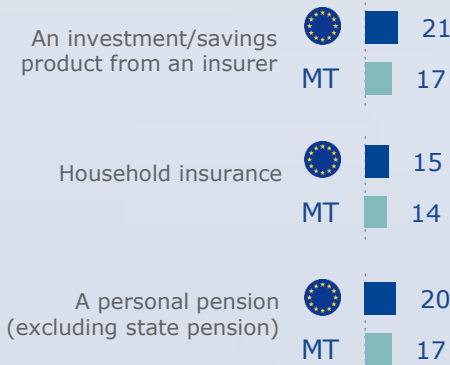 An investment/savings
product from an insurer
21
MT 17
Household insurance
15
MT 14
A personal pension
(excluding state pension)
20
MT 17